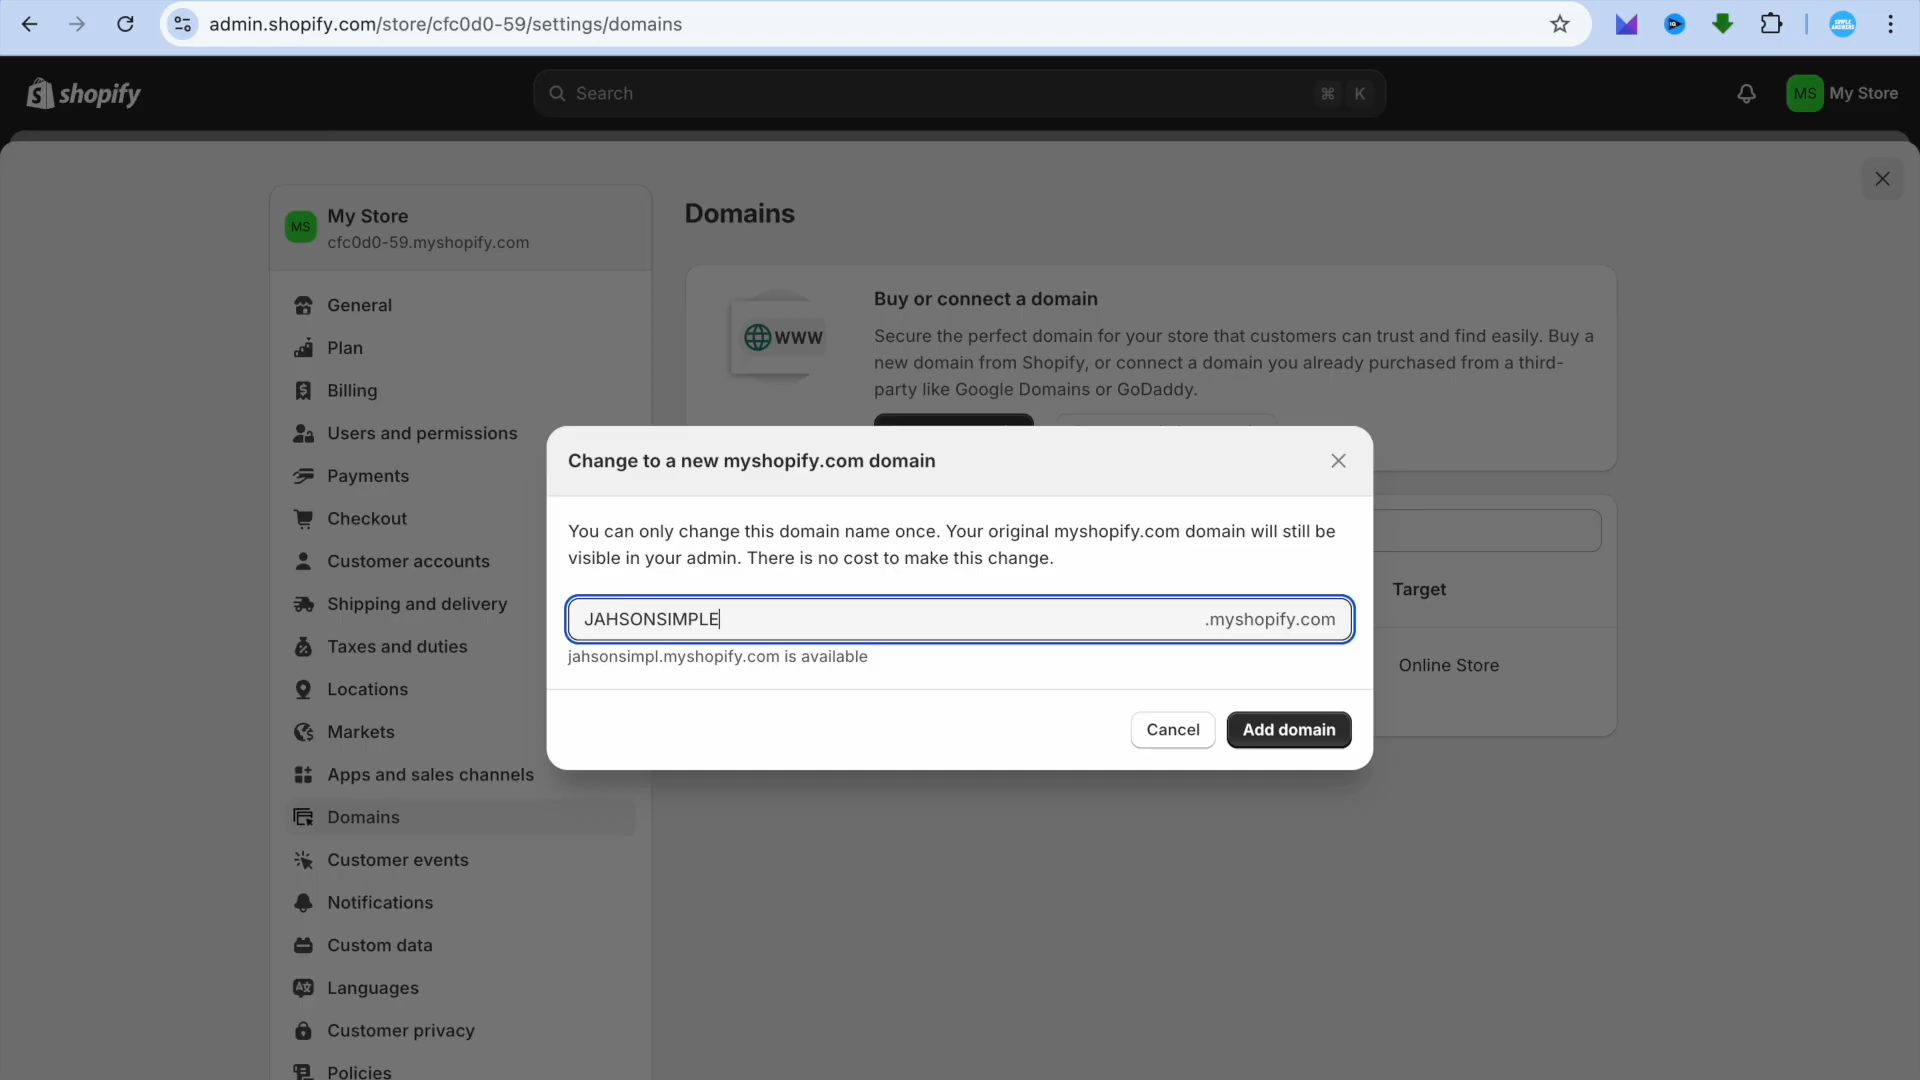 admin.shopify.com/store/cfc0d0-59/settings/domains
shopify
Search
⌘ K
MS My Store
MS
My Store
cfc0d0-59.myshopify.com
General
Plan
Billing
Users and permissions
Payments
Checkout
Customer accounts
Shipping and delivery
Taxes and duties
Locations
Markets
Apps and sales channels
Domains
Customer events
Notifications
Custom data
Languages
Customer privacy
Policies
Domains
WWW
Buy or connect a domain
Secure the perfect domain for your store that customers can trust and find easily. Buy a
new domain from Shopify, or connect a domain you already purchased from a third-
party like Google Domains or GoDaddy.
Target
Online Store
Change to a new myshopify.com domain
You can only change this domain name once. Your original myshopify.com domain will still be
visible in your admin. There is no cost to make this change.
JAHSONSIMPLE .myshopify.com
jahsonsimpl.myshopify.com is available
Cancel
Add domain